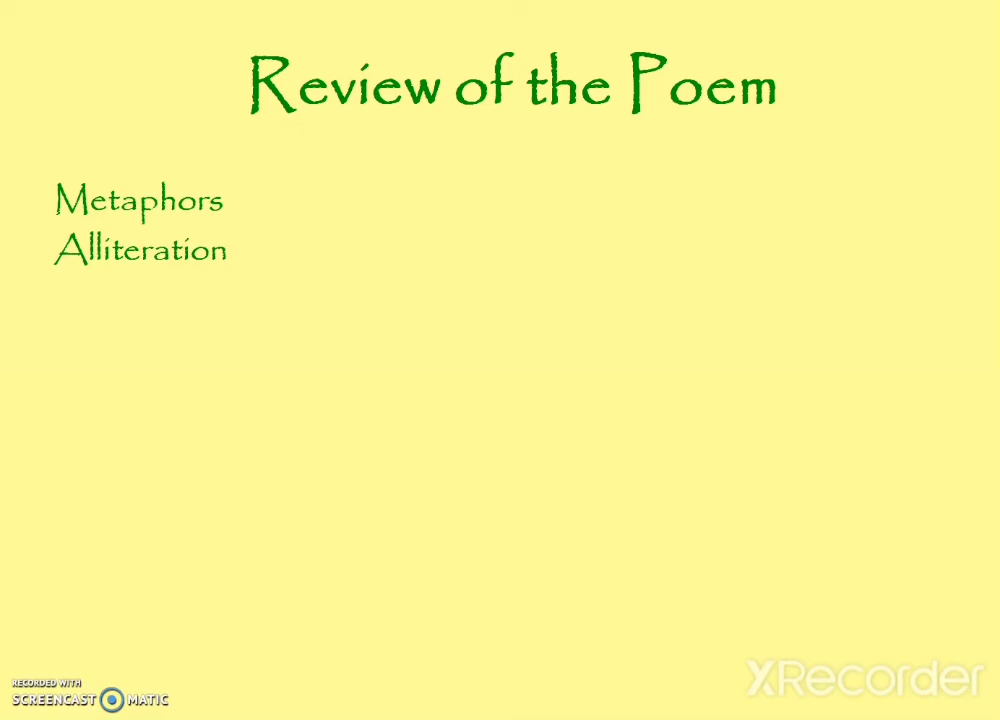 Review of the Poem
Metaphors
Alliteration
RECORDED WITH
SCREENCAST MATIC
XRecorder